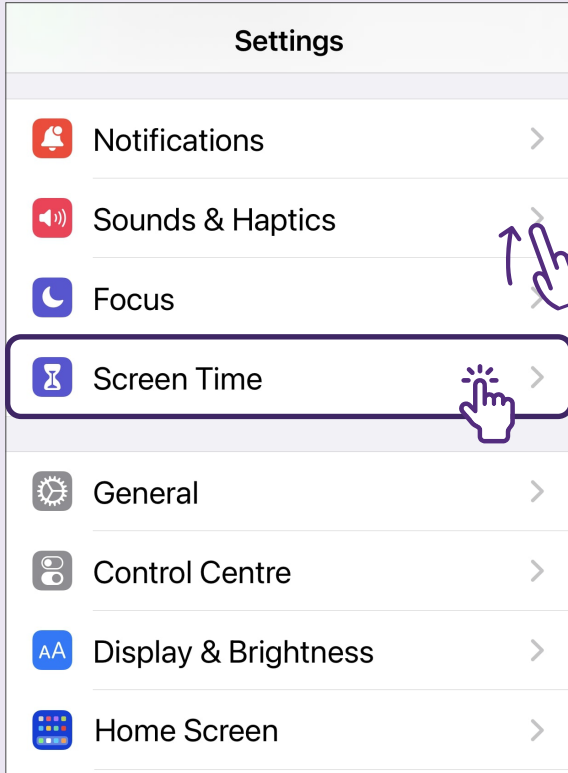 Settings
Notifications
Sounds & Haptics
Focus
Screen Time
General
Control Centre
AA
Display & Brightness
Home Screen